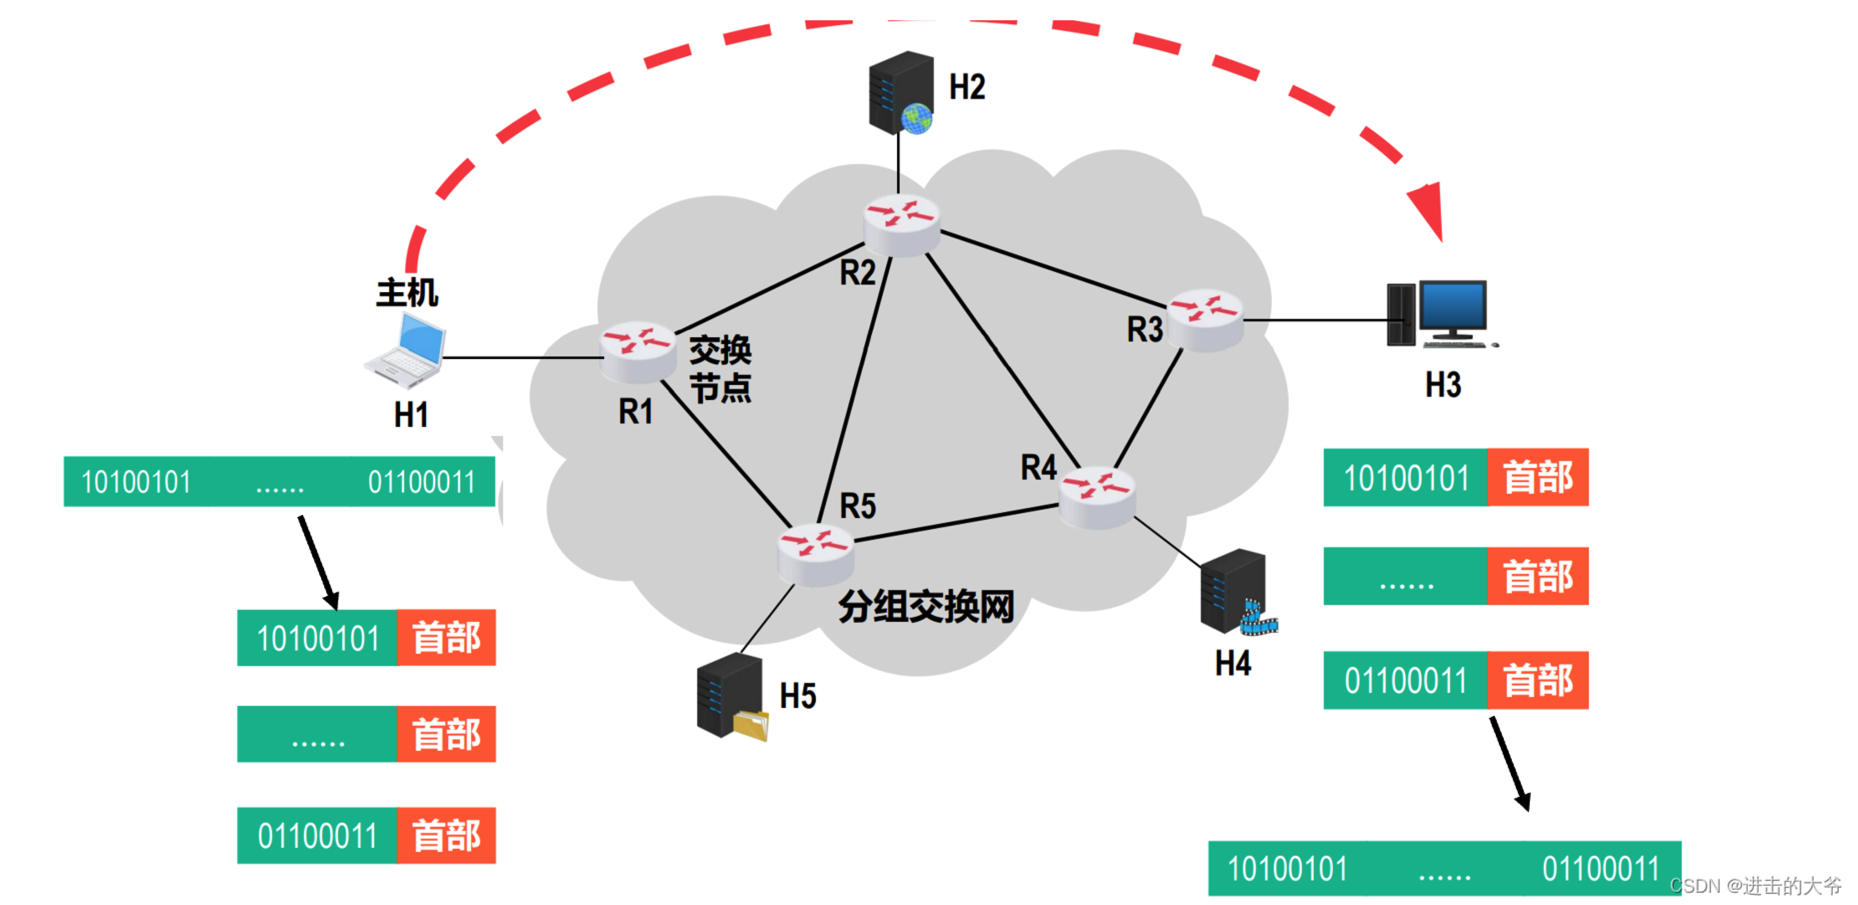 H2
主机
R2
R3
交换
节点
R1
H1
H3
10100101 ...... 01100011
R4
R5
10100101 首部
...... 首部
01100011 首部
分组交换网
H4
H5
10100101 首部
...... 首部
01100011 首部
10100101 ...... 01100011
CSDN @进击的大爷